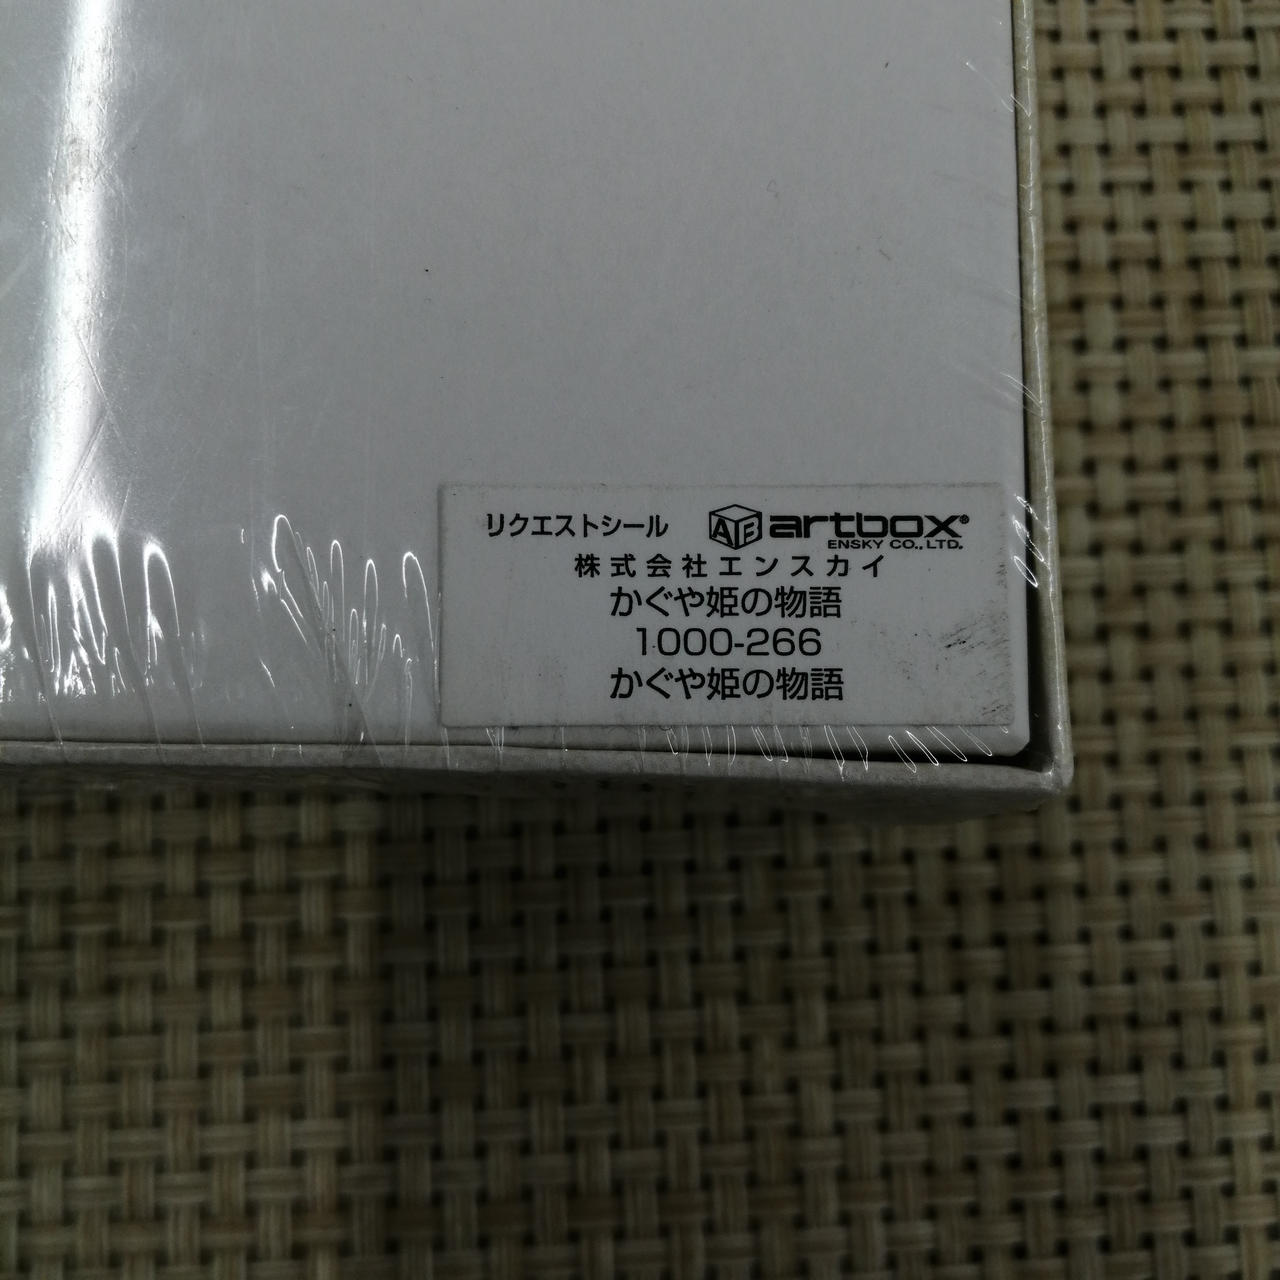 リクエストシール AB artbox®
ENSKY CO.,LTD.
株式会社エンスカイ
かぐや姫の物語
1000-266
かぐや姫の物語